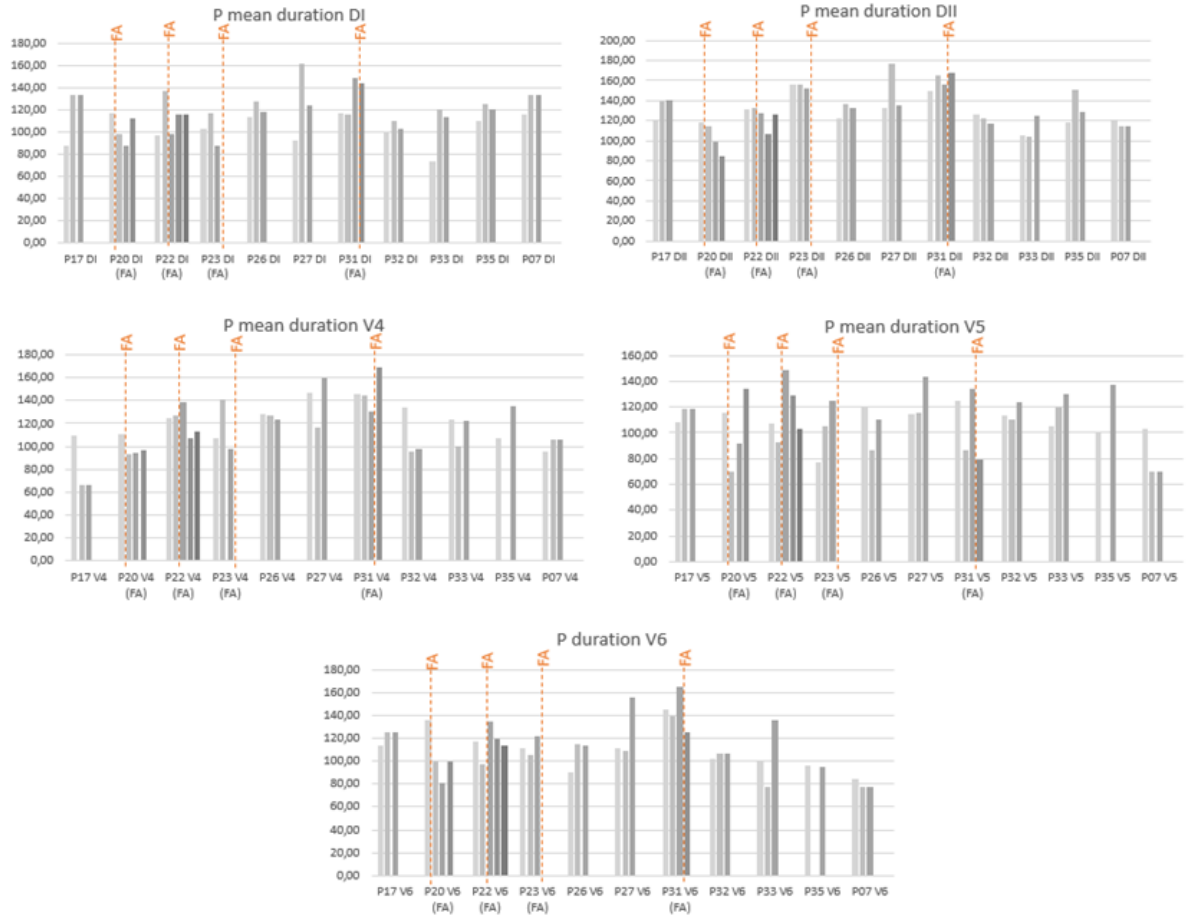 P mean duration DI
FA
FA
FA
FA
180,00
160,00
140,00
120,00
100,00
80,00
60,00
40,00
20,00
0,00
P17 DI P20 DI P22 DI P23 DI P26 DI P27 DI P31 DI P32 DI P33 DI P35 DI P07 DI
(FA) (FA) (FA) (FA)
P mean duration DII
FA
FA
FA
FA
200,00
180,00
160,00
140,00
120,00
100,00
80,00
60,00
40,00
20,00
0,00
P17 DII P20 DII P22 DII P23 DII P26 DII P27 DII P31 DII P32 DII P33 DII P35 DII P07 DII
(FA) (FA) (FA) (FA)
P mean duration V4
FA
FA
FA
FA
180,00
160,00
140,00
120,00
100,00
80,00
60,00
40,00
20,00
0,00
P17 V4 P20 V4 P22 V4 P23 V4 P26 V4 P27 V4 P31 V4 P32 V4 P33 V4 P35 V4 P07 V4
(FA) (FA) (FA) (FA)
P mean duration V5
FA
FA
FA
FA
160,00
140,00
120,00
100,00
80,00
60,00
40,00
20,00
0,00
P17 V5 P20 V5 P22 V5 P23 V5 P26 V5 P27 V5 P31 V5 P32 V5 P33 V5 P35 V5 P07 V5
(FA) (FA) (FA) (FA)
P duration V6
FA
FA
FA
FA
180,00
160,00
140,00
120,00
100,00
80,00
60,00
40,00
20,00
0,00
P17 V6 P20 V6 P22 V6 P23 V6 P26 V6 P27 V6 P31 V6 P32 V6 P33 V6 P35 V6 P07 V6
(FA) (FA) (FA) (FA)